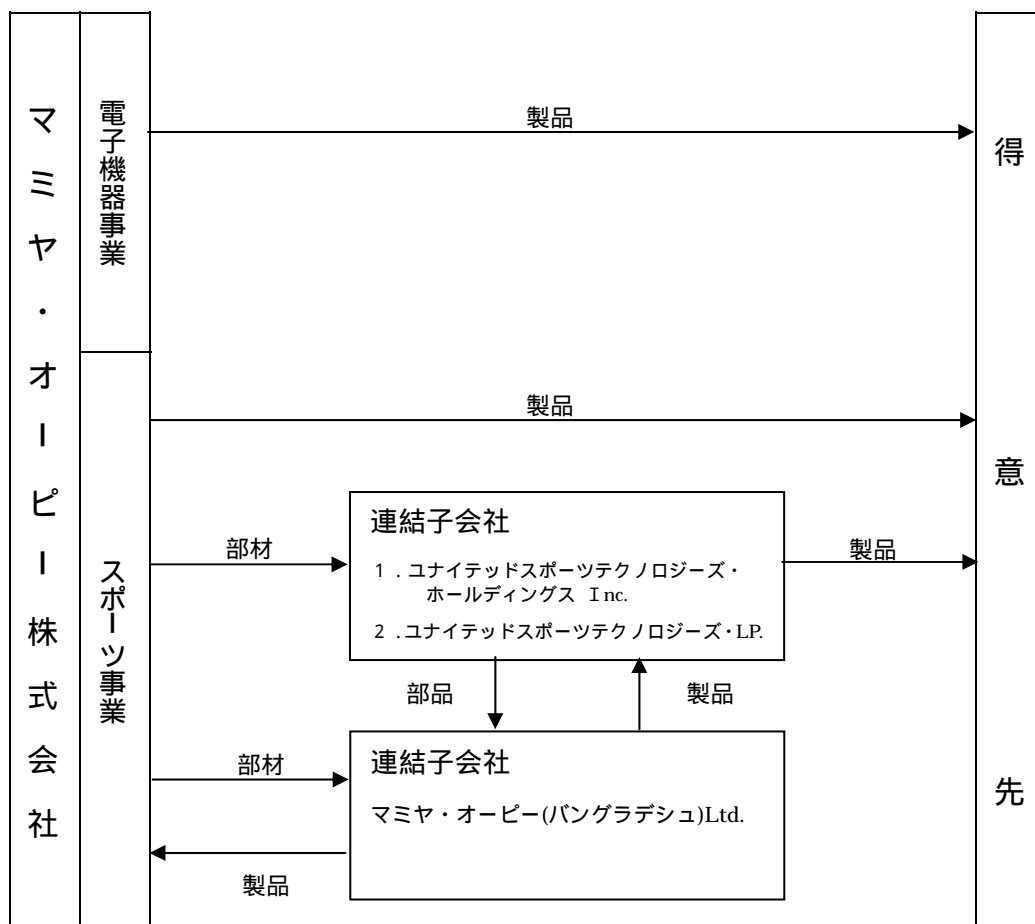 マミヤ・オーピー株式会社
電子機器事業
製品
得意先
製品
スポーツ事業
部材
連結子会社
1．ユナイテッドスポーツテクノロジーズ・
ホールディングス Inc.
2．ユナイテッドスポーツテクノロジーズ・LP.
製品
部品
製品
部材
連結子会社
マミヤ・オーピー(バングラデシュ)Ltd.
製品